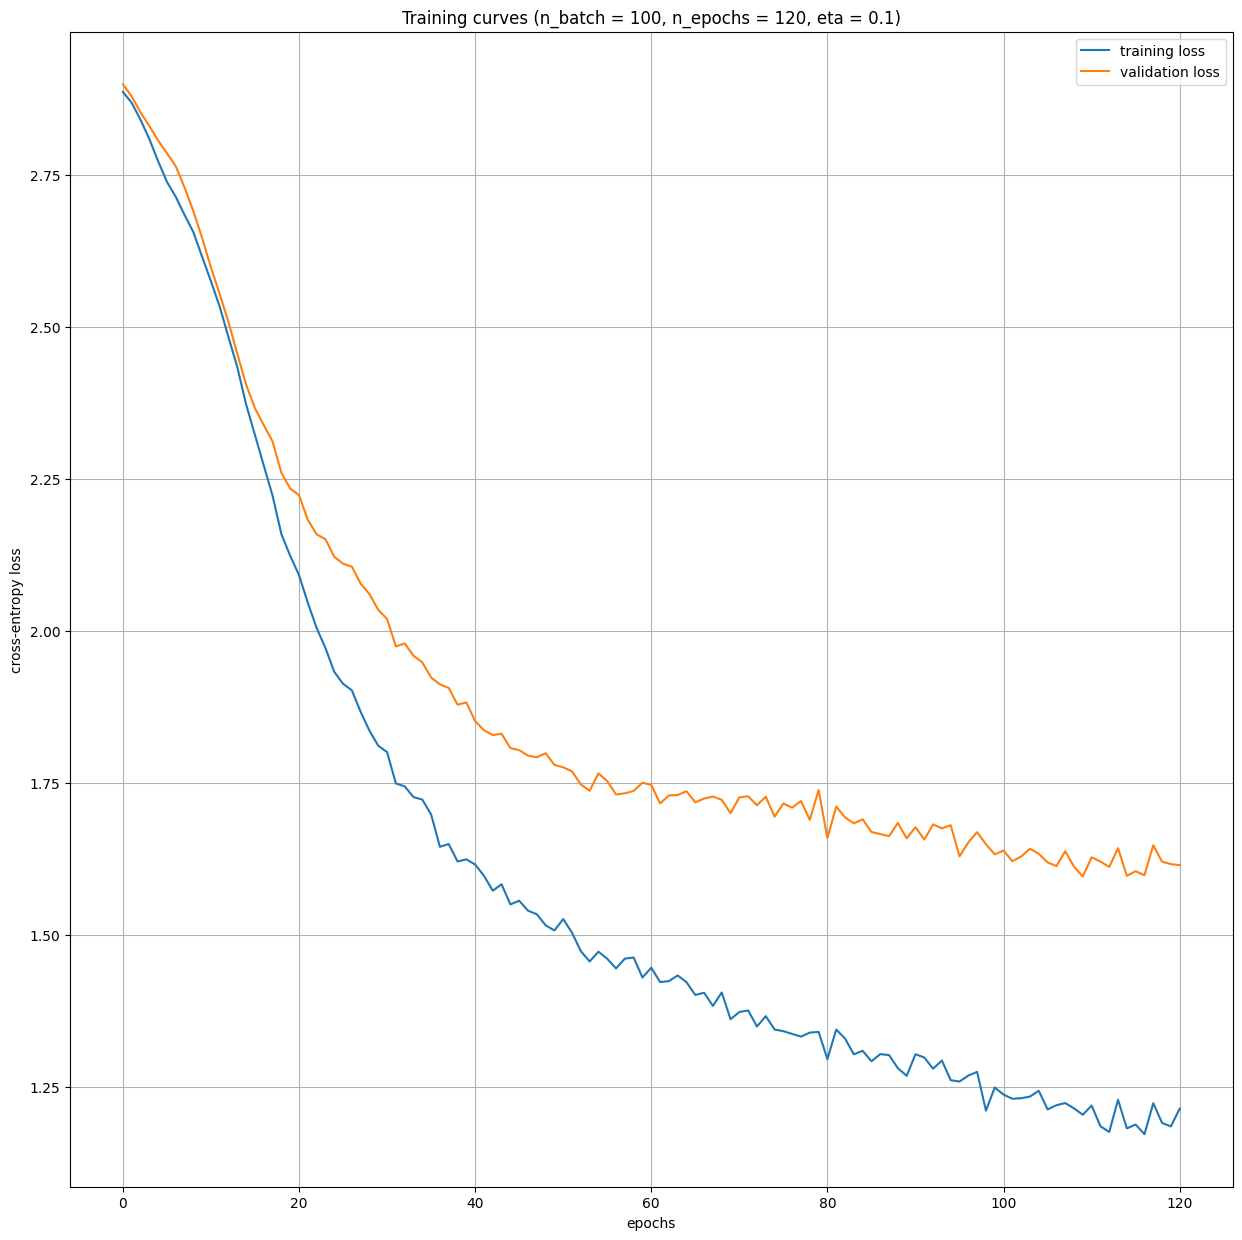 Training curves (n_batch = 100, n_epochs = 120, eta = 0.1)
training loss
validation loss
cross-entropy loss
2.75
2.50
2.25
2.00
1.75
1.50
1.25
0 20 40 60 80 100 120
epochs